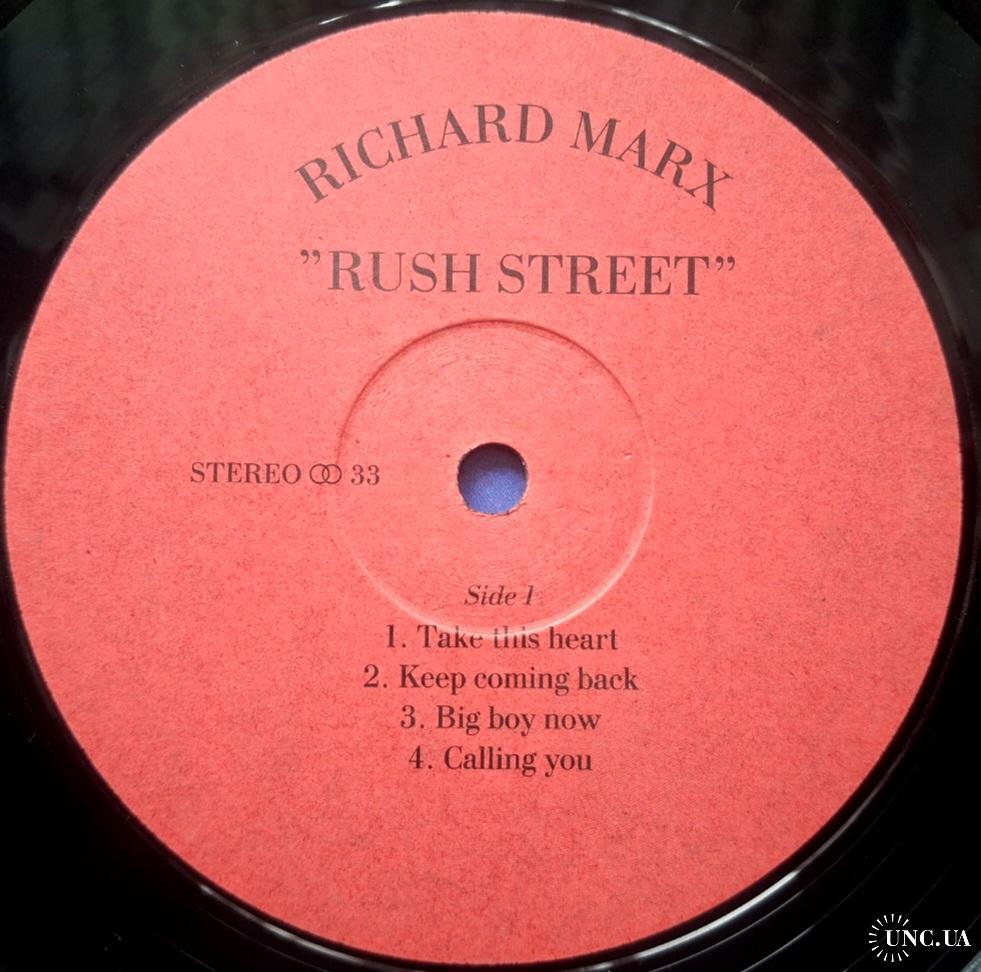 RICHARD MARX
”RUSH STREET”
STEREO ꝏ 33
Side 1
1. Take this heart
2. Keep coming back
3. Big boy now
4. Calling you
UNC.UA